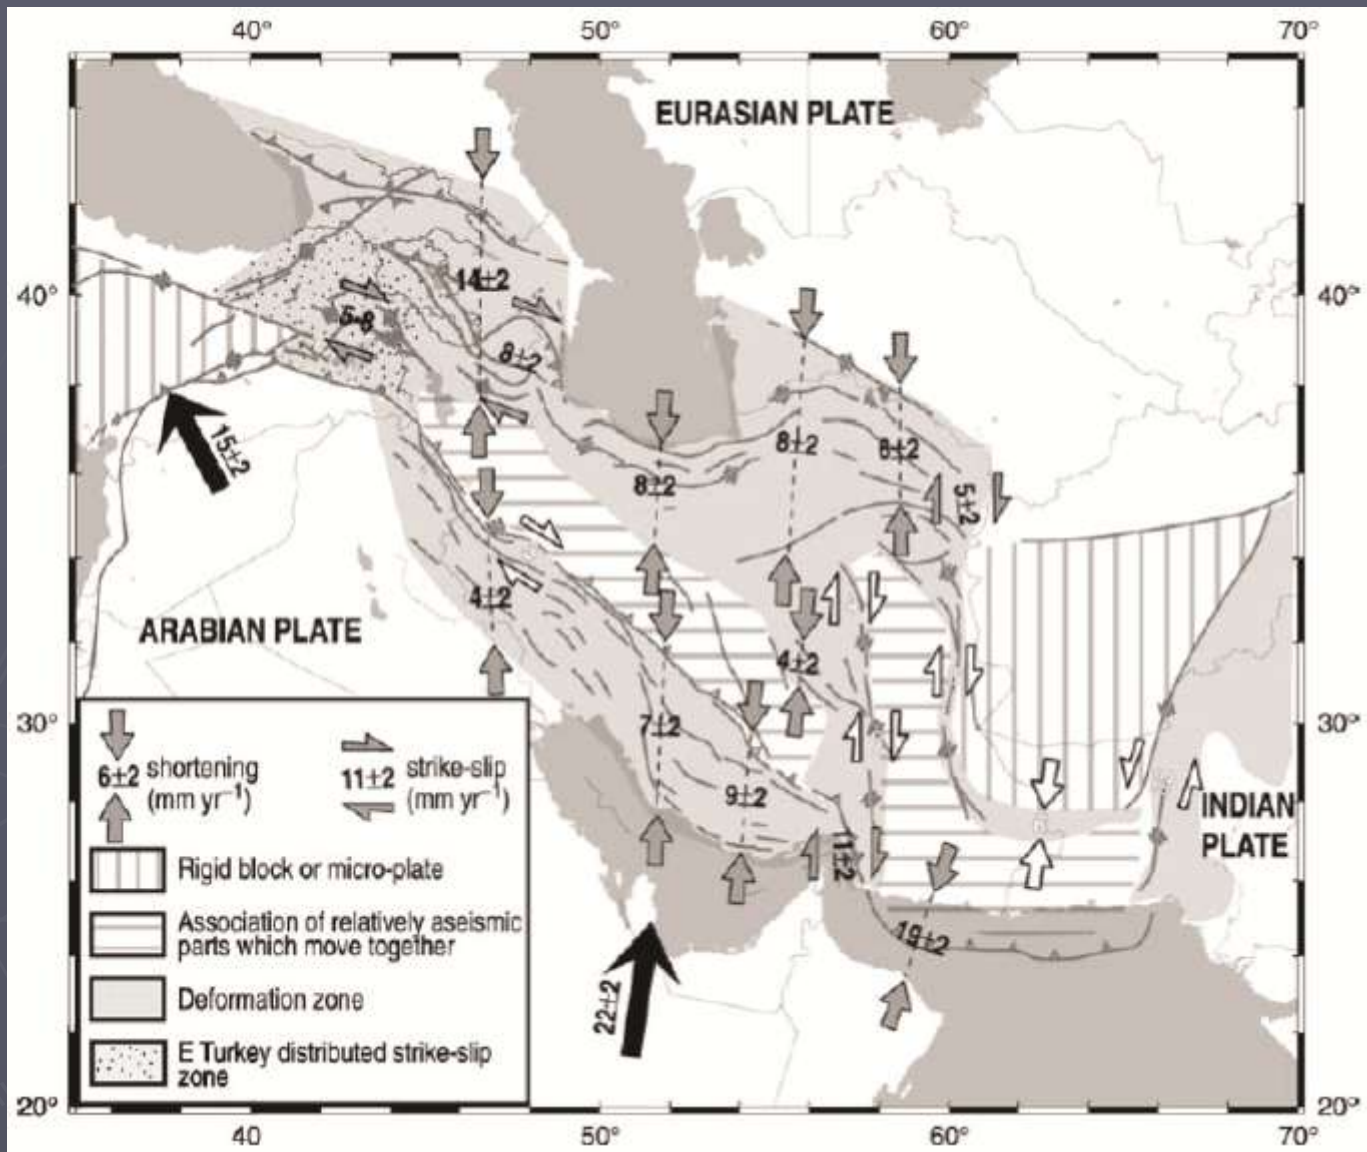 40°
50°
60°
70°
EURASIAN PLATE
40°
40°
14±2
5-8
8±2
15±2
8±2
8±2
6±2
5±2
4±2
ARABIAN PLATE
4±2
30°
30°
7±2
9±2
11±2
INDIAN
PLATE
19±2
22±2
6±2
shortening
(mm yr⁻¹)
11±2
strike-slip
(mm yr⁻¹)
Rigid block or micro-plate
Association of relatively aseismic
parts which move together
Deformation zone
E Turkey distributed strike-slip
zone
20°
20°
40
50°
60°
70°